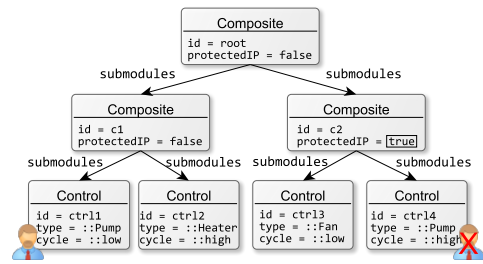 Composite
id = root
protectedIP = false
submodules
submodules
Composite
id = c1
protectedIP = false
Composite
id = c2
protectedIP = true
submodules
submodules
submodules
submodules
Control
id = ctrl1
type = ::Pump
cycle = ::low
Control
id = ctrl2
type = ::Heater
cycle = ::high
Control
id = ctrl3
type = ::Fan
cycle = ::low
Control
id = ctrl4
type = ::Pump
cycle = ::high